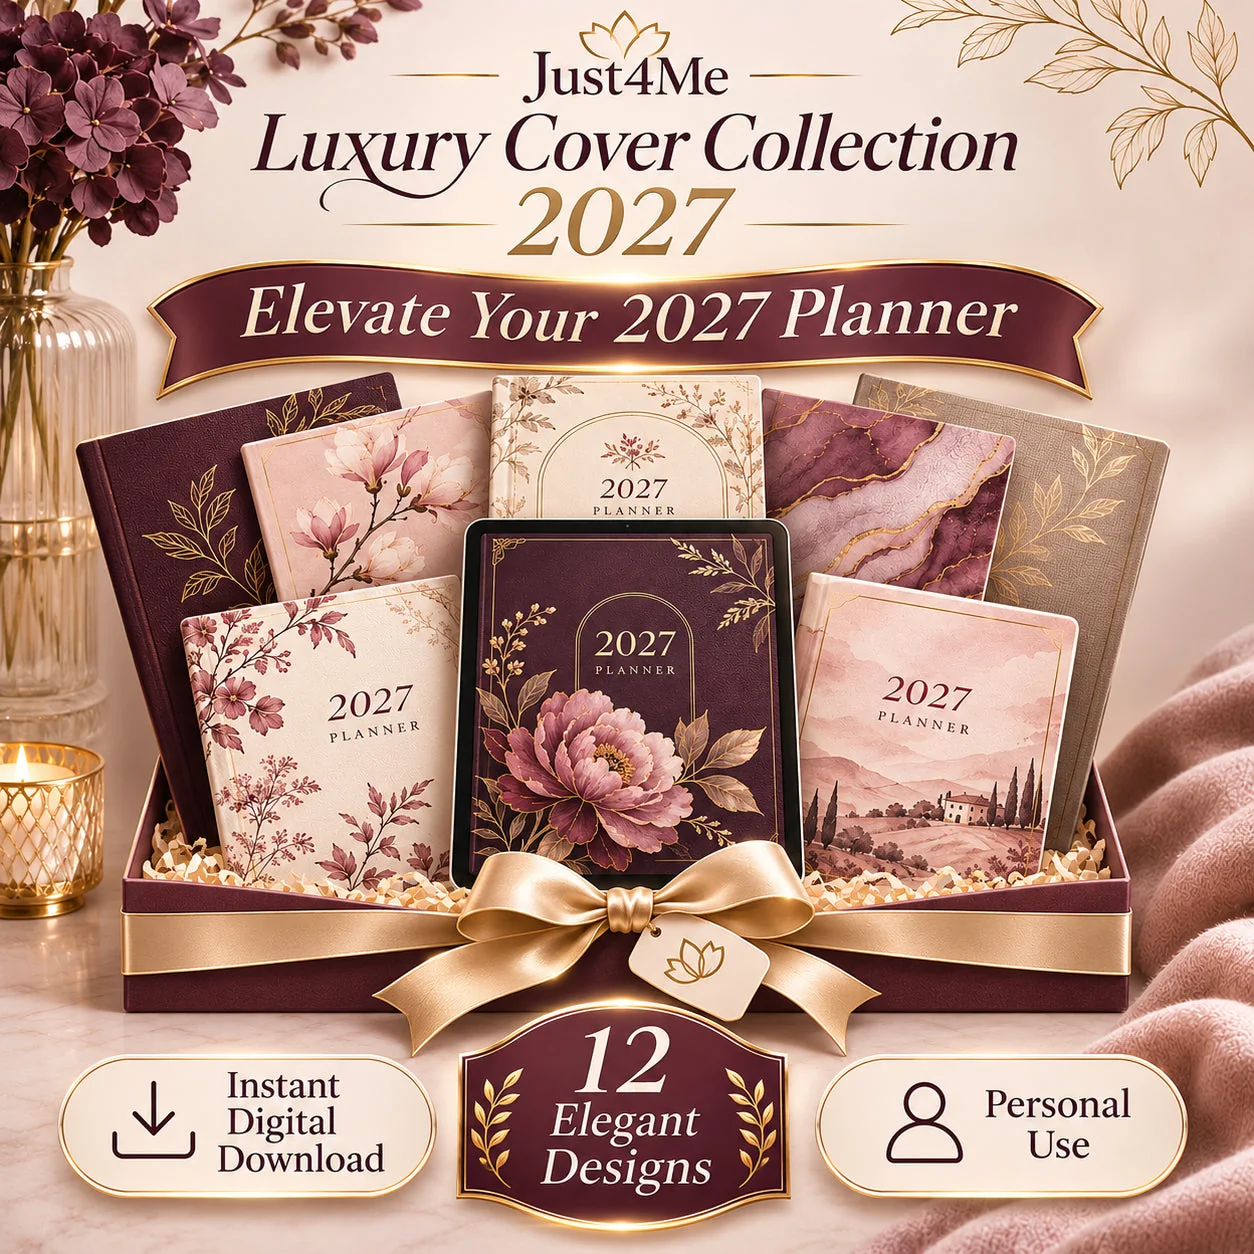 Just4Me
Luxury Cover Collection
2027
Elevate Your 2027 Planner
2027
PLANNER
2027
PLANNER
2027
PLANNER
2027
PLANNER
Instant
Digital
Download
12
Elegant
Designs
Personal
Use